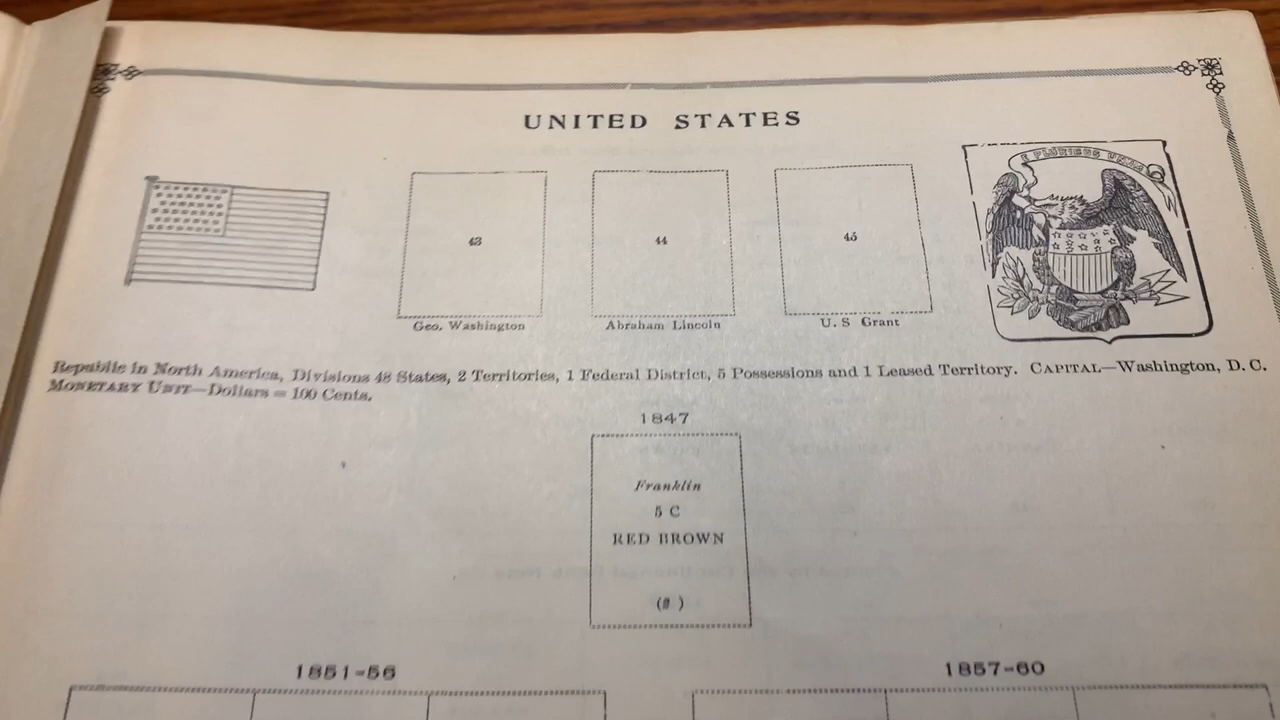 UNITED STATES
E PLURIBUS UNUM
43
44
45
Geo. Washington
Abraham Lincoln
U. S Grant
Republic in North America, Divisions 48 States, 2 Territories, 1 Federal District, 5 Possessions and 1 Leased Territory. CAPITAL—Washington, D. C.
MONETARY UNIT—Dollars = 100 Cents.
1847
Franklin
5 C
RED BROWN
(# )
1851-56
1857-60